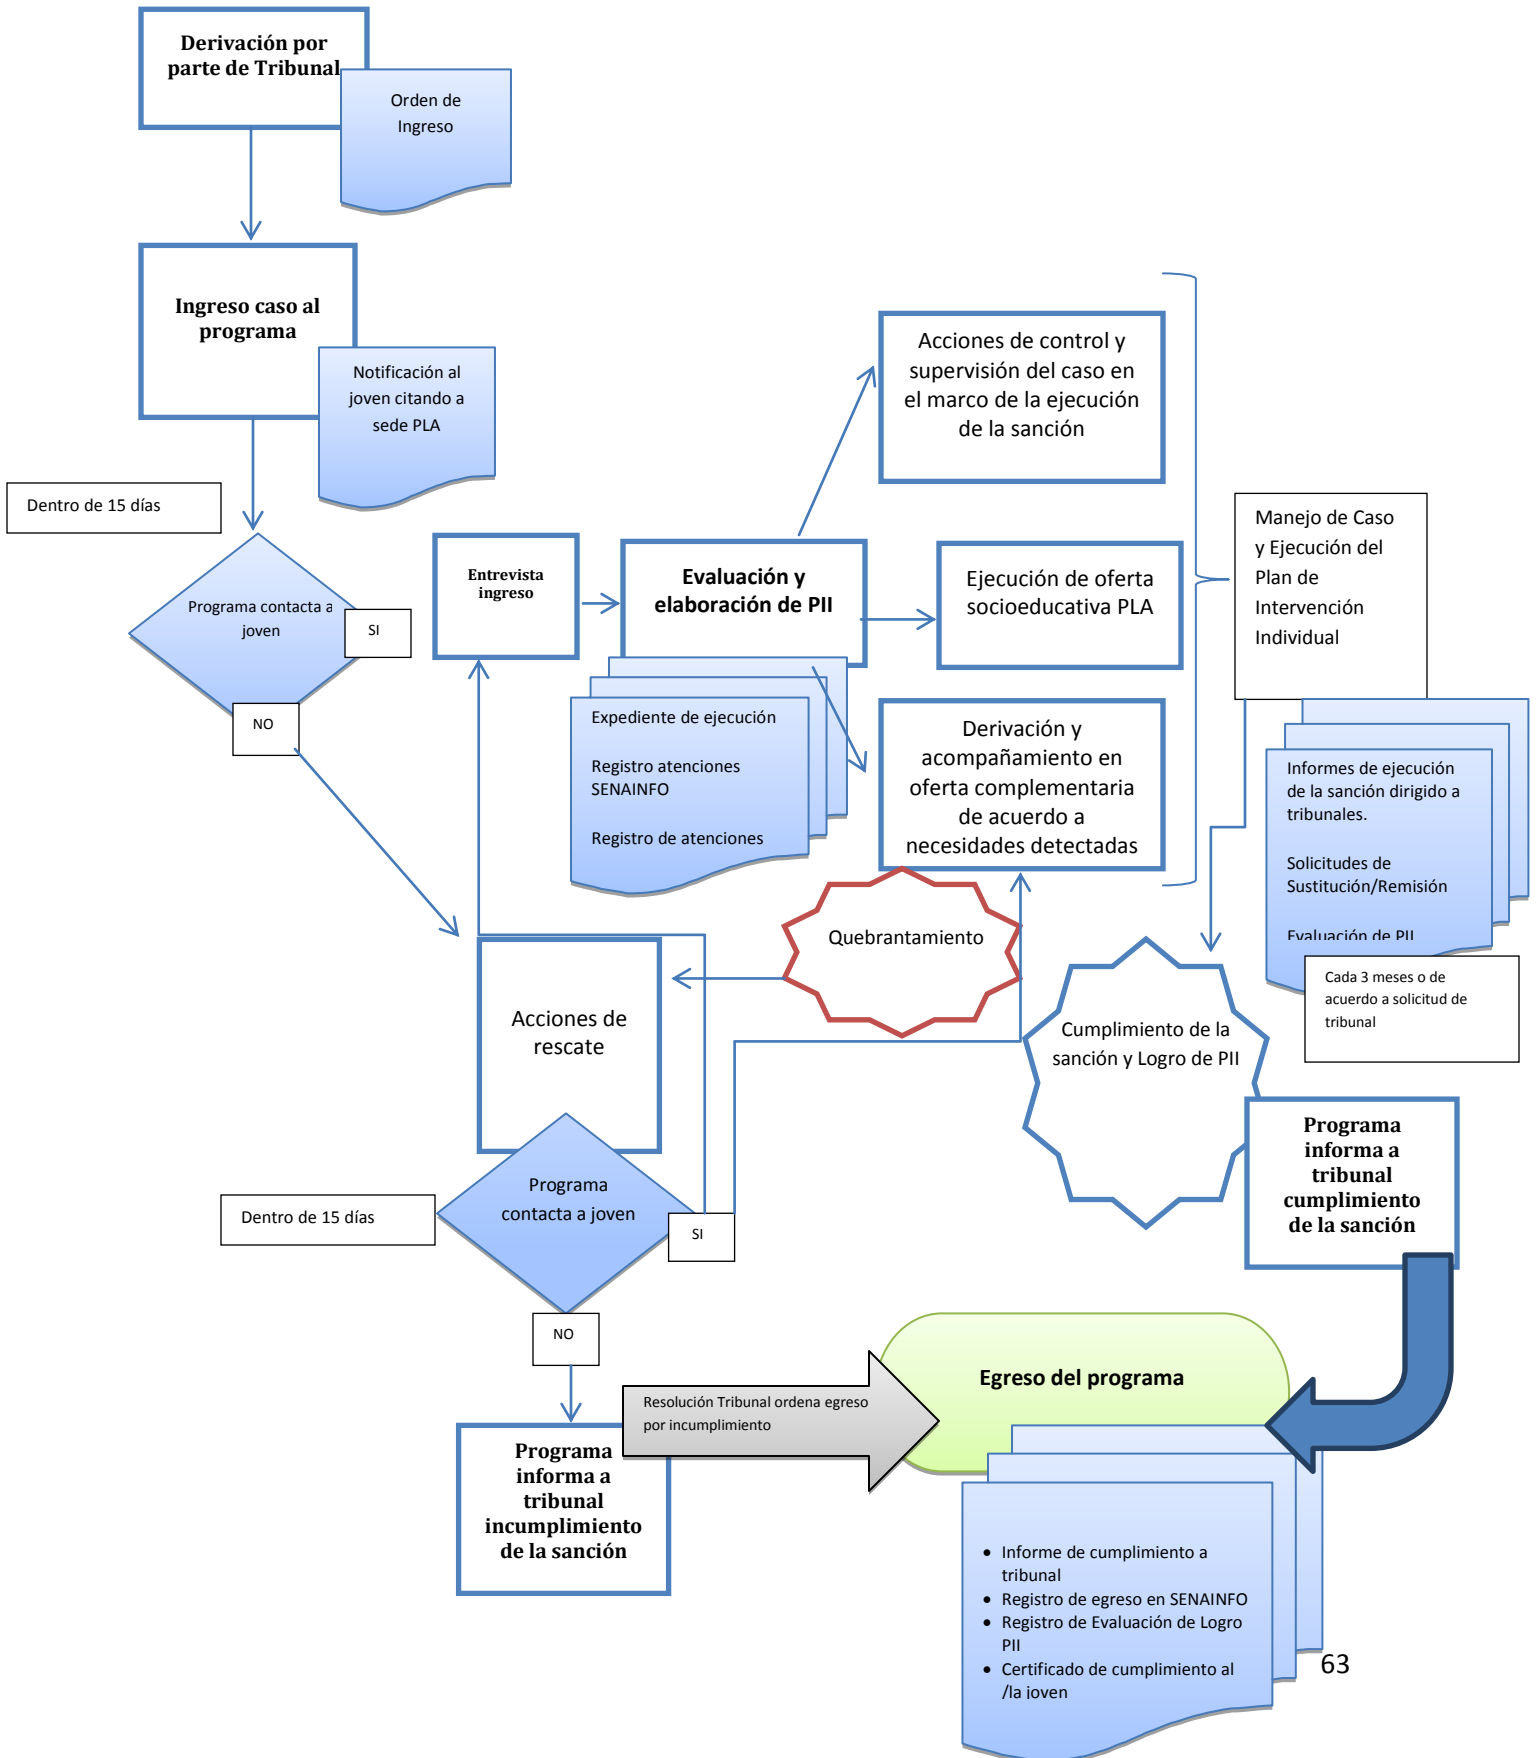 Derivación por
parte de Tribunal
Orden de
Ingreso
Ingreso caso al
programa
Notificación al
joven citando a
sede PLA
Dentro de 15 días
Programa contacta a
joven
SI
NO
Entrevista
ingreso
Evaluación y
elaboración de PII
Expediente de ejecución
Registro atenciones
SENAINFO
Registro de atenciones
Acciones de control y
supervisión del caso en
el marco de la ejecución
de la sanción
Ejecución de oferta
socioeducativa PLA
Derivación y
acompañamiento en
oferta complementaria
de acuerdo a
necesidades detectadas
Manejo de Caso
y Ejecución del
Plan de
Intervención
Individual
Informes de ejecución
de la sanción dirigido a
tribunales.
Solicitudes de
Sustitución/Remisión
Evaluación de PII
Cada 3 meses o de
acuerdo a solicitud de
tribunal
Quebrantamiento
Acciones de
rescate
Cumplimiento de la
sanción y Logro de PII
Programa
informa a
tribunal
cumplimiento
de la sanción
Dentro de 15 días
Programa
contacta a joven
SI
NO
Programa
informa a
tribunal
incumplimiento
de la sanción
Resolución Tribunal ordena egreso
por incumplimiento
Egreso del programa
• Informe de cumplimiento a
tribunal
• Registro de egreso en SENAINFO
• Registro de Evaluación de Logro
PII
• Certificado de cumplimiento al
/la joven
63